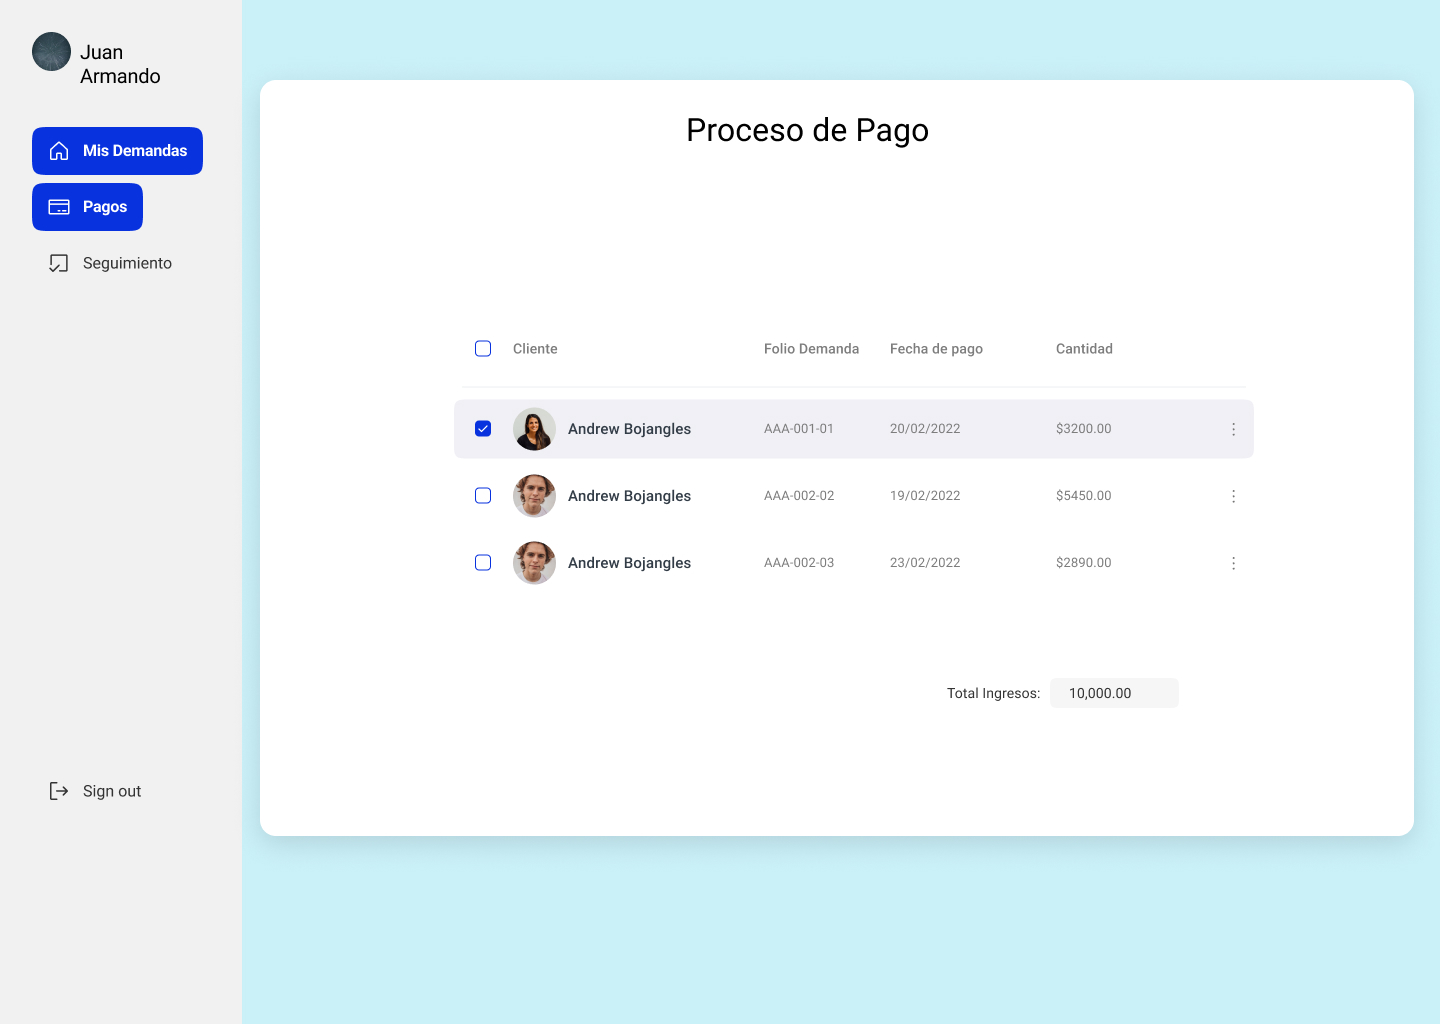 Juan
Armando
Mis Demandas
Pagos
Seguimiento
Sign out
Proceso de Pago
Cliente Folio Demanda Fecha de pago Cantidad
Andrew Bojangles AAA-001-01 20/02/2022 $3200.00
Andrew Bojangles AAA-002-02 19/02/2022 $5450.00
Andrew Bojangles AAA-002-03 23/02/2022 $2890.00
Total Ingresos: 10,000.00